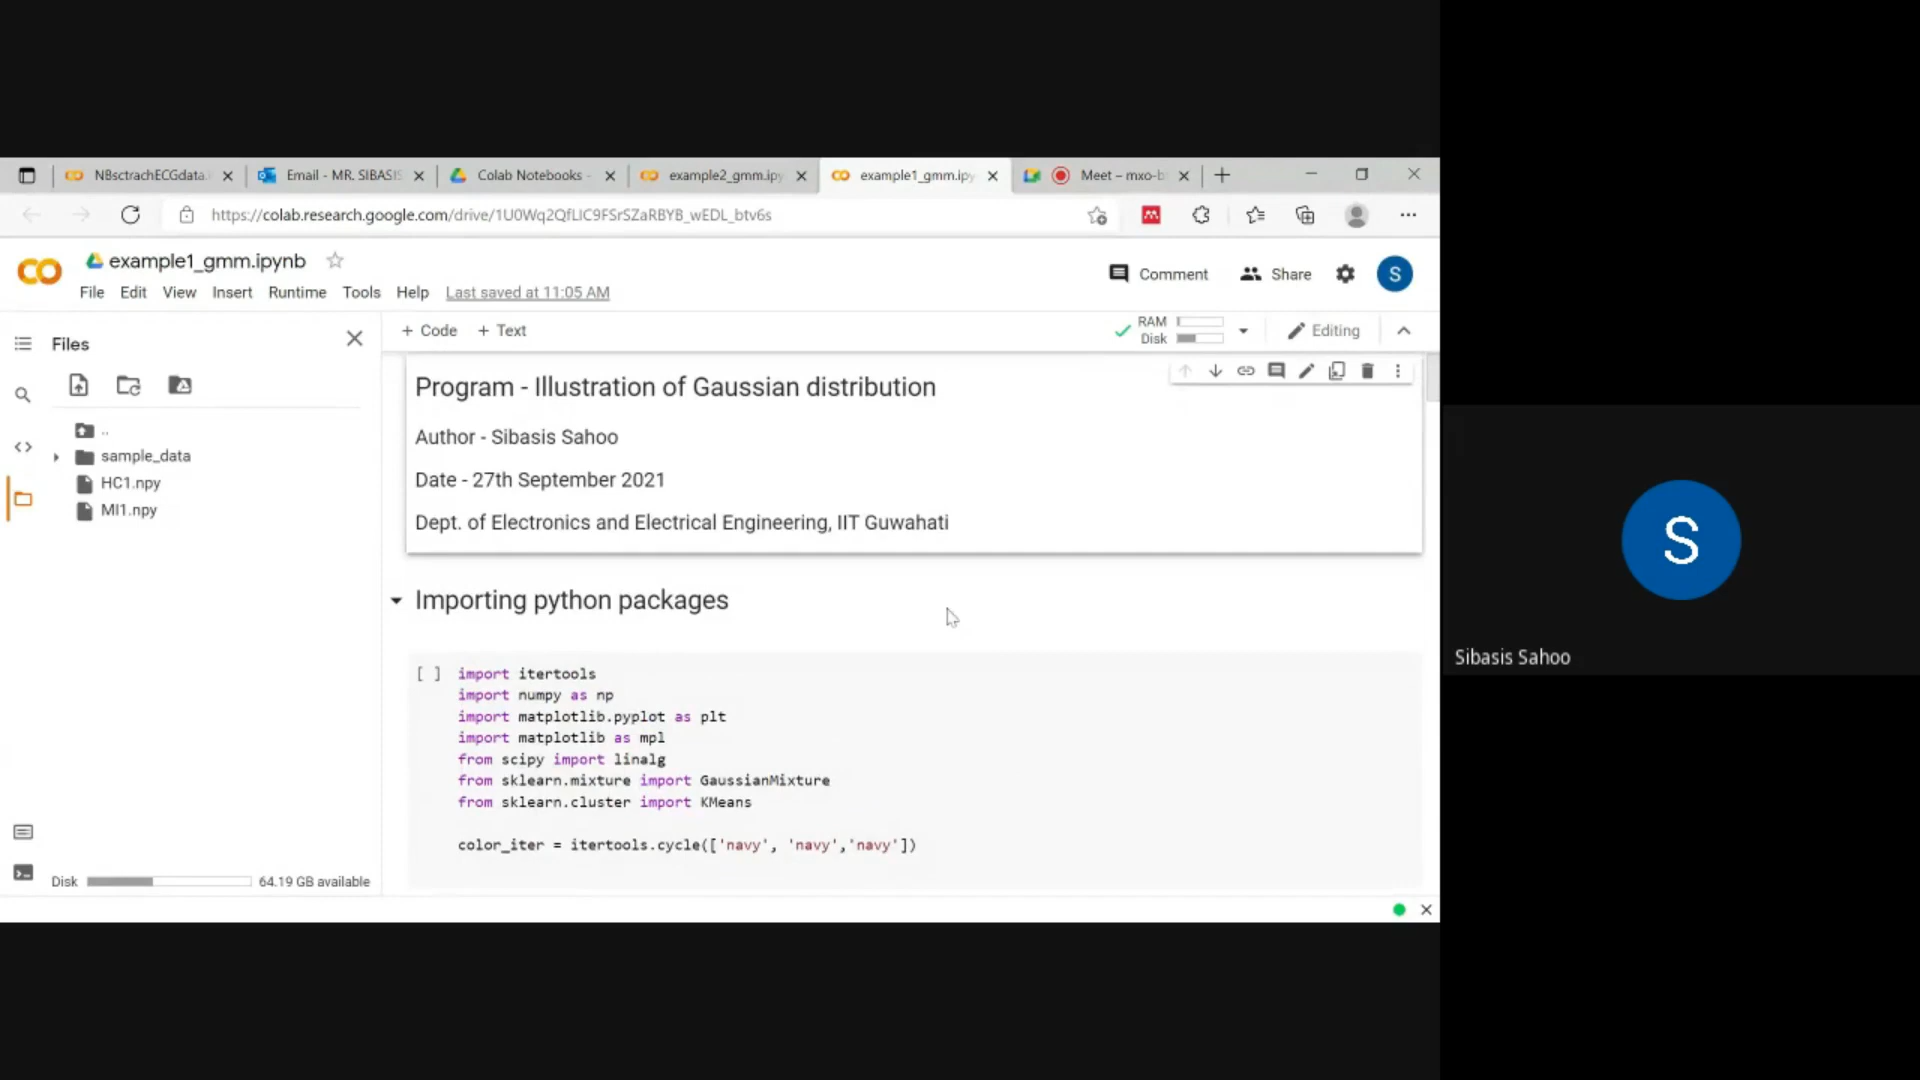 NBsctrachECGdata.
Email - MR. SIBASIS
Colab Notebooks -
example2_gmm.ipy
example1_gmm.ipy
Meet – mxo-b
https://colab.research.google.com/drive/1U0Wq2QfLIC9FSrSZaRBYB_wEDL_btv6s
example1_gmm.ipynb
Comment
Share
S
File Edit View Insert Runtime Tools Help Last saved at 11:05 AM
Files
+ Code + Text
RAM
Disk
Editing
..
sample_data
HC1.npy
MI1.npy
Disk
64.19 GB available
Program - Illustration of Gaussian distribution
Author - Sibasis Sahoo
Date - 27th September 2021
Dept. of Electronics and Electrical Engineering, IIT Guwahati
Importing python packages
[ ] import itertools
import numpy as np
import matplotlib.pyplot as plt
import matplotlib as mpl
from scipy import linalg
from sklearn.mixture import GaussianMixture
from sklearn.cluster import KMeans
color_iter = itertools.cycle(['navy', 'navy','navy'])
S
Sibasis Sahoo